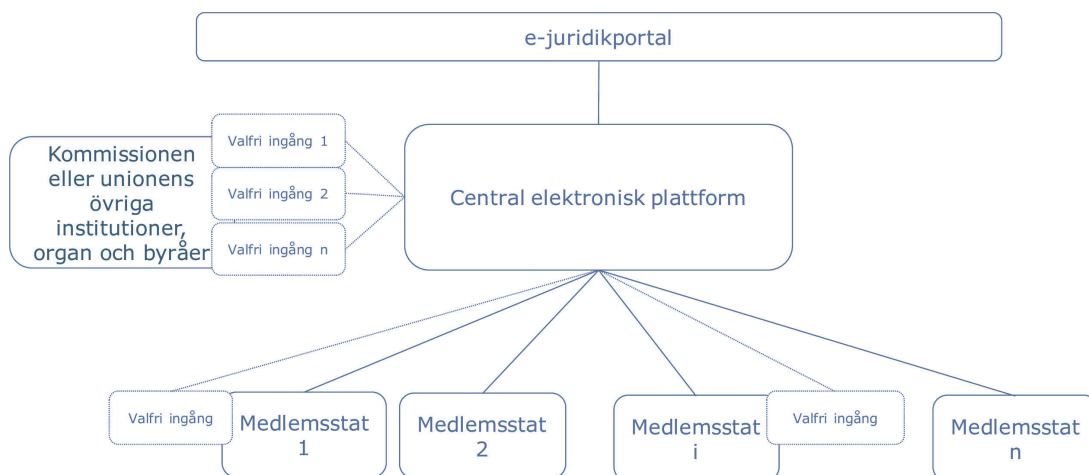 e-juridikportal
Kommissionen
eller unionens
övriga
institutioner,
organ och byråer
Valfri ingång 1
Valfri ingång 2
Valfri ingång n
Central elektronisk plattform
Valfri ingång
Medlemsstat
1
Medlemsstat
2
Medlemsstat
i
Valfri ingång
Medlemsstat
n